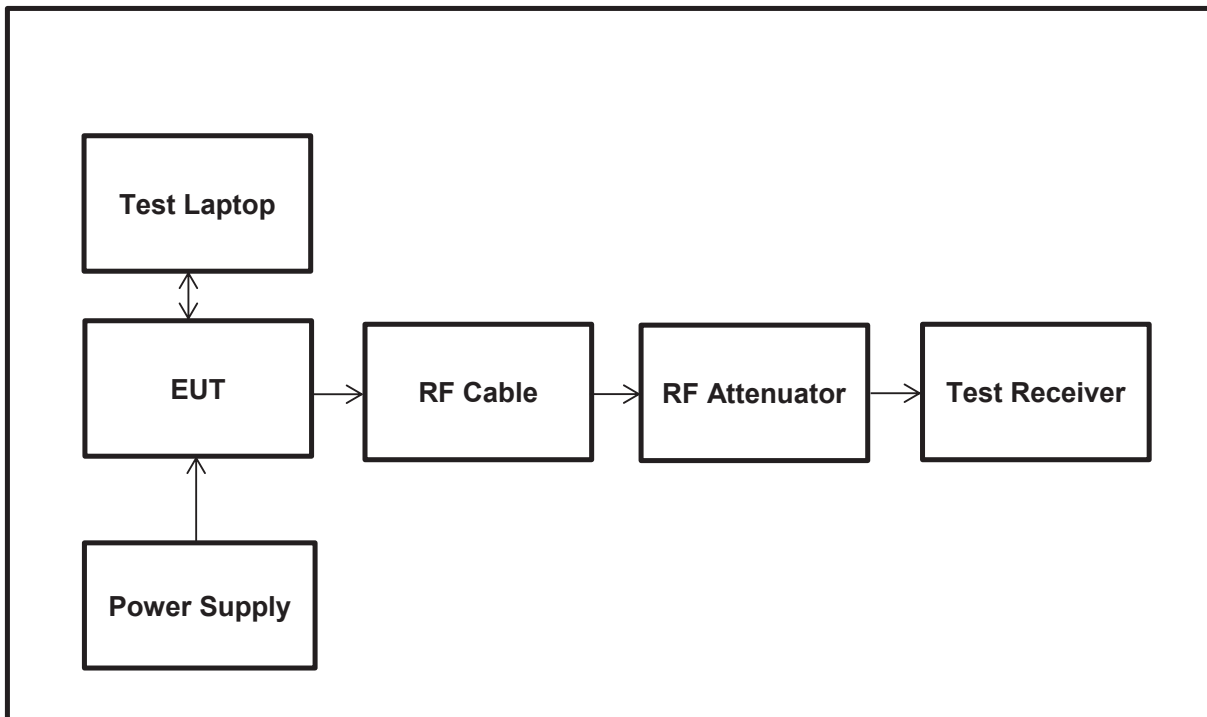 Test Laptop
EUT
RF Cable
RF Attenuator
Test Receiver
Power Supply